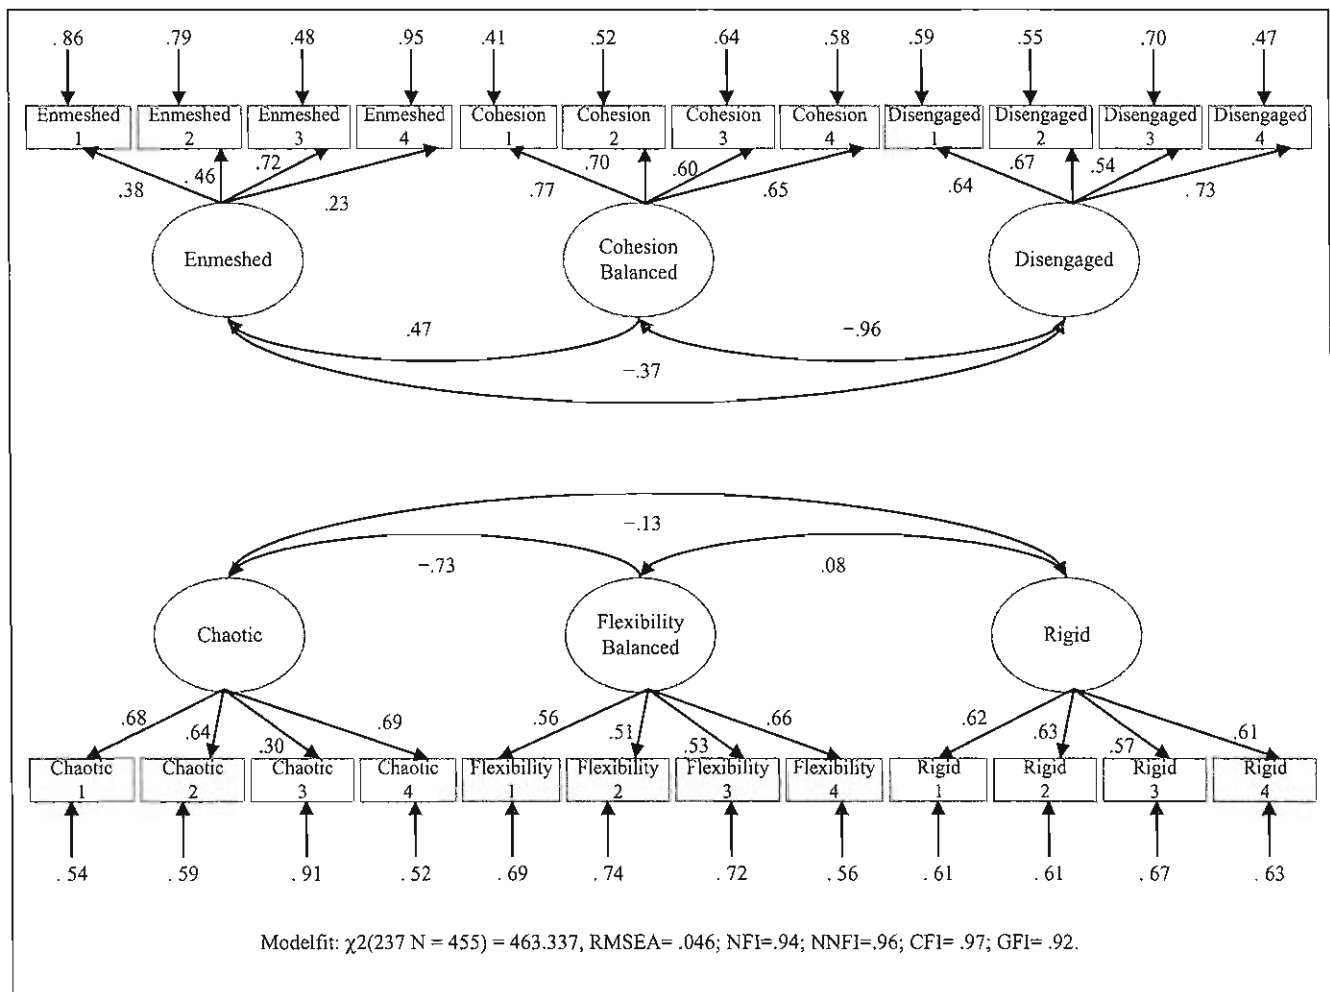 .86 .79 .48 .95 .41 .52 .64 .58 .59 .55 .70 .47
Enmeshed Enmeshed Enmeshed Enmeshed Cohesion Cohesion Cohesion Cohesion Disengaged Disengaged Disengaged Disengaged
1 2 3 4 1 2 3 4 1 2 3 4
.38 .46 .72 .23 .77 .70 .60 .65 .64 .67 .54 .73
Enmeshed
Cohesion
Balanced
Disengaged
.47
−.96
−.37
−.13
−.73
.08
Chaotic
Flexibility
Balanced
Rigid
.68 .64 .30 .69 .56 .51 .53 .66 .62 .63 .57 .61
Chaotic Chaotic Chaotic Chaotic Flexibility Flexibility Flexibility Flexibility Rigid Rigid Rigid Rigid
1 2 3 4 1 2 3 4 1 2 3 4
.54 .59 .91 .52 .69 .74 .72 .56 .61 .61 .67 .63
Modelfit: χ2(237 N = 455) = 463.337, RMSEA= .046; NFI=.94; NNFI=.96; CFI= .97; GFI= .92.